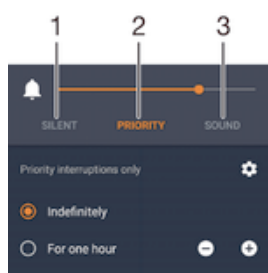 1 2 3
SILENT PRIORITY SOUND
Priority interruptions only
Indefinitely
For one hour